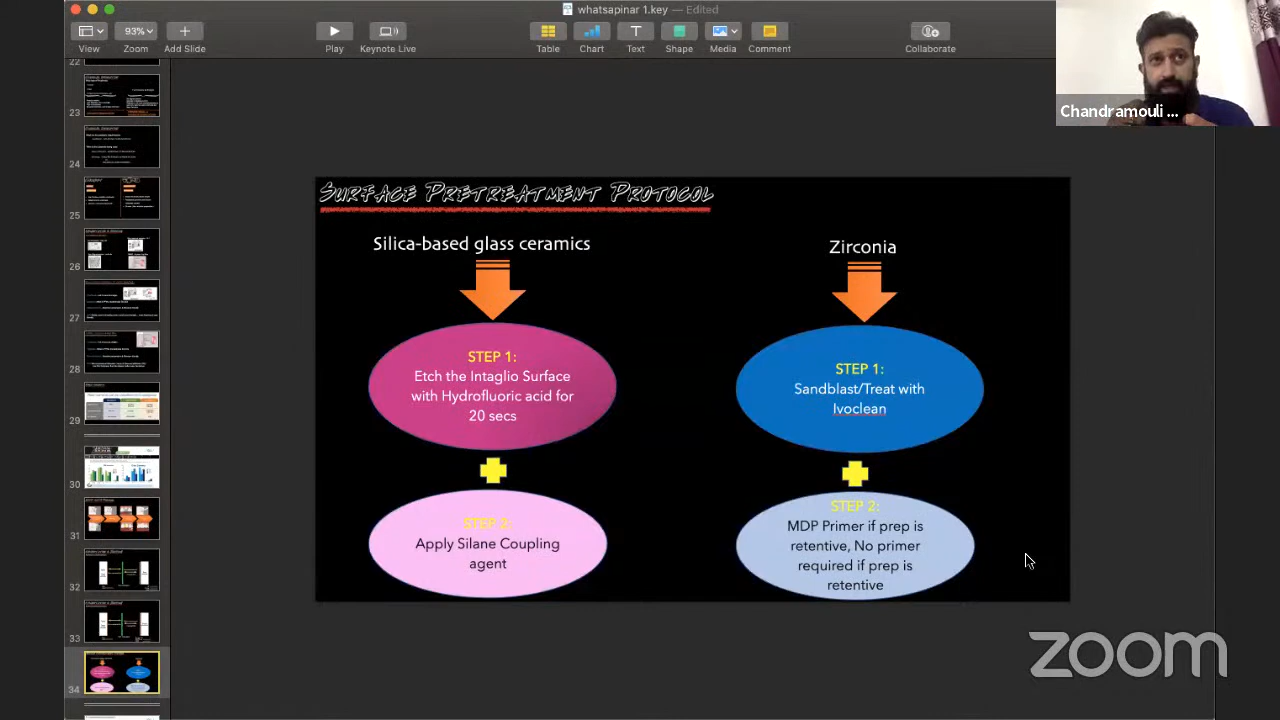 whatsapinar 1.key — Edited
93%
View
Zoom
Add Slide
Play
Keynote Live
Table
Chart
Text
Shape
Media
Comment
Collaborate
Chandramouli ...
22
23
24
25
26
27
28
29
30
31
32
33
34
Surface Pretreatment Protocol
Silica-based glass ceramics
STEP 1:
Etch the Intaglio Surface
with Hydrofluoric acid for
20 secs
STEP 2:
Apply Silane Coupling
agent
Zirconia
STEP 1:
Sandblast/Treat with
Ivoclean
STEP 2:
MDP Primer if prep is
retentive, No primer
required if prep is
retentive
zoom